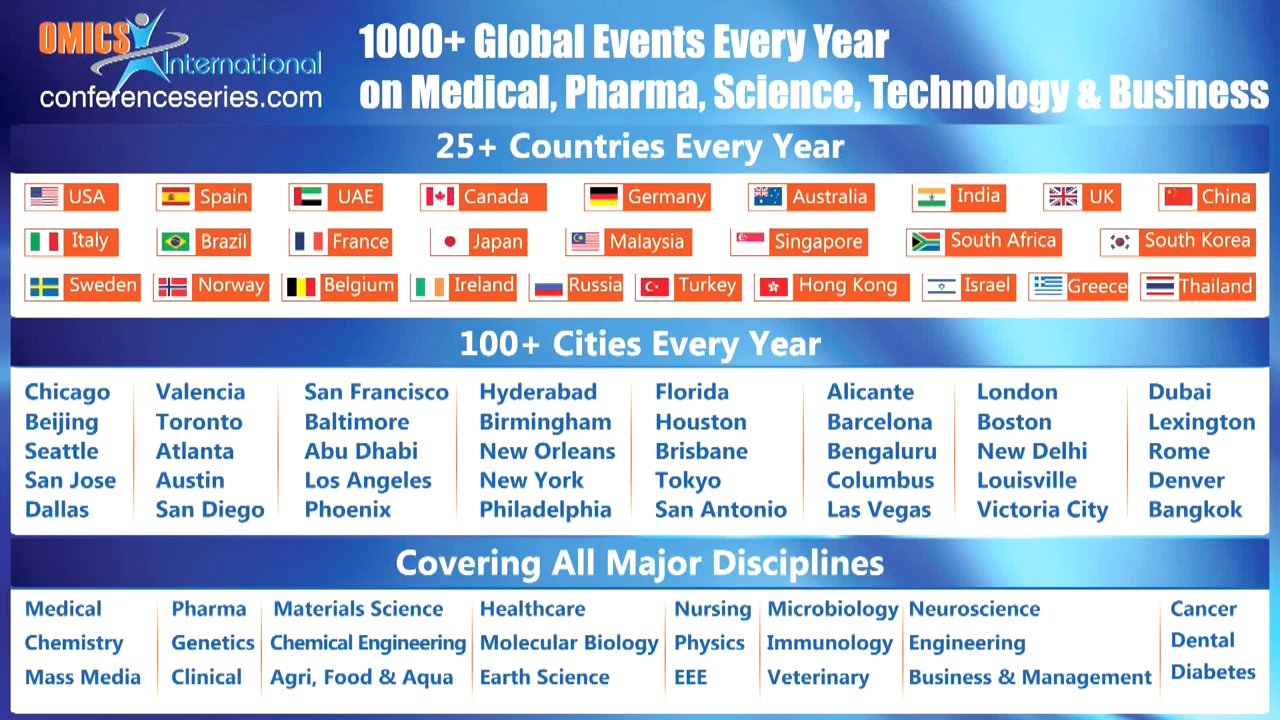 OMICS International
conferenceseries.com
1000+ Global Events Every Year
on Medical, Pharma, Science, Technology & Business
25+ Countries Every Year
USA Spain UAE Canada Germany Australia India UK China
Italy Brazil France Japan Malaysia Singapore South Africa South Korea
Sweden Norway Belgium Ireland Russia Turkey Hong Kong Israel Greece Thailand
100+ Cities Every Year
Chicago Valencia San Francisco Hyderabad Florida Alicante London Dubai
Beijing Toronto Baltimore Birmingham Houston Barcelona Boston Lexington
Seattle Atlanta Abu Dhabi New Orleans Brisbane Bengaluru New Delhi Rome
San Jose Austin Los Angeles New York Tokyo Columbus Louisville Denver
Dallas San Diego Phoenix Philadelphia San Antonio Las Vegas Victoria City Bangkok
Covering All Major Disciplines
Medical Pharma Materials Science Healthcare Nursing Microbiology Neuroscience Cancer
Chemistry Genetics Chemical Engineering Molecular Biology Physics Immunology Engineering Dental
Mass Media Clinical Agri, Food & Aqua Earth Science EEE Veterinary Business & Management Diabetes